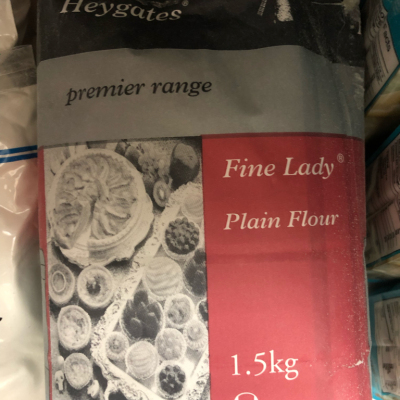 Heygates®
premier range
Fine Lady®
Plain Flour
1.5kg